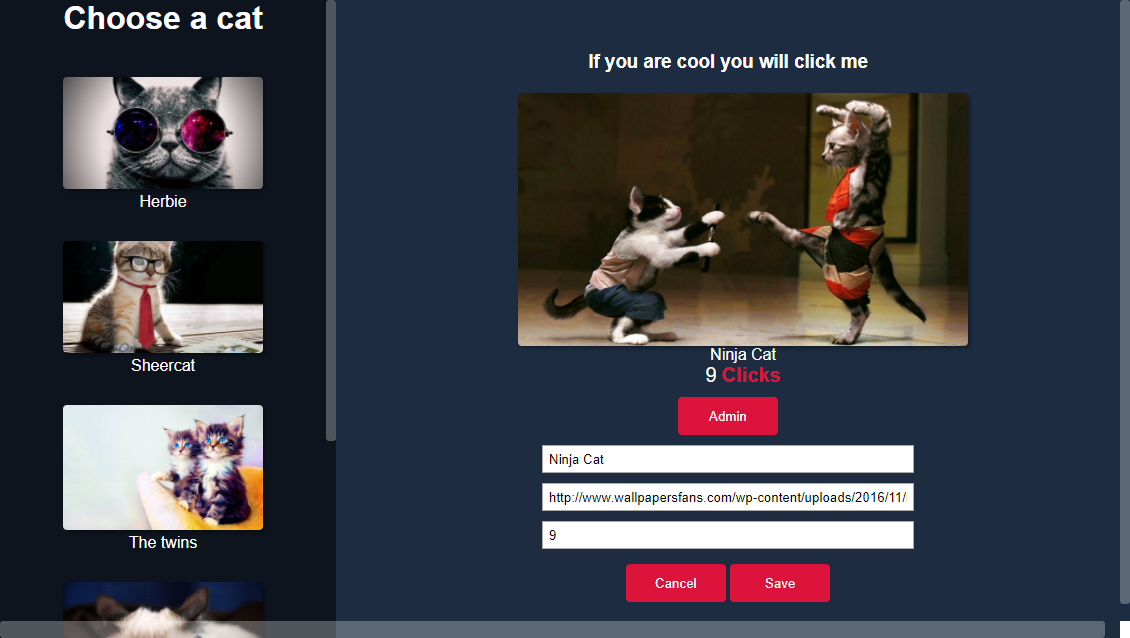 Choose a cat
Herbie
Sheercat
The twins
If you are cool you will click me
Ninja Cat
9 Clicks
Admin
Ninja Cat
http://www.wallpapersfans.com/wp-content/uploads/2016/11/
9
Cancel Save